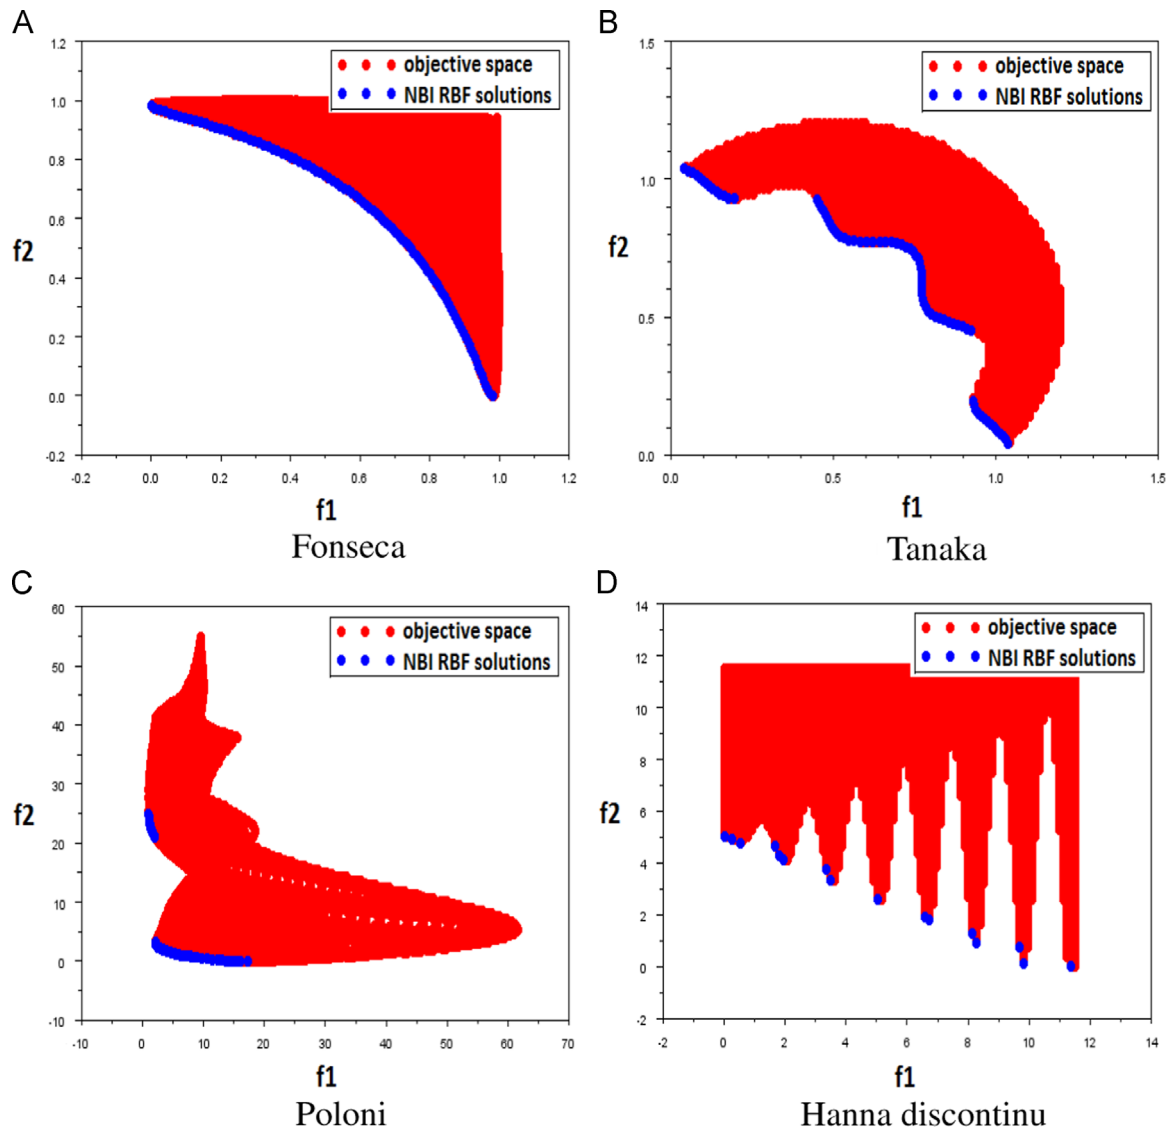 A
1.2
1.0
0.8
0.6
0.4
0.2
0.0
-0.2
f2
objective space
NBI RBF solutions
-0.2 0.0 0.2 0.4 0.6 0.8 1.0 1.2
f1
Fonseca
B
1.5
1.0
0.5
0.0
f2
objective space
NBI RBF solutions
0.0 0.5 1.0 1.5
f1
Tanaka
C
60
50
40
30
20
10
0
-10
f2
objective space
NBI RBF solutions
-10 0 10 20 30 40 50 60 70
f1
Poloni
D
14
12
10
8
6
4
2
0
-2
f2
objective space
NBI RBF solutions
-2 0 2 4 6 8 10 12 14
f1
Hanna discontinu